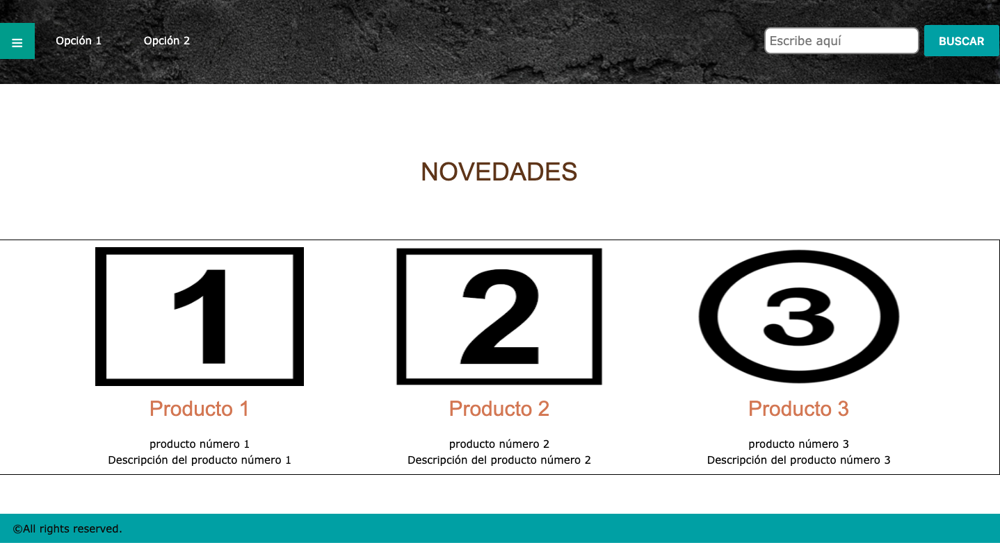 ≡ Opción 1 Opción 2 Escribe aquí BUSCAR
NOVEDADES
1 2 3
Producto 1 Producto 2 Producto 3
producto número 1 producto número 2 producto número 3
Descripción del producto número 1 Descripción del producto número 2 Descripción del producto número 3
©All rights reserved.